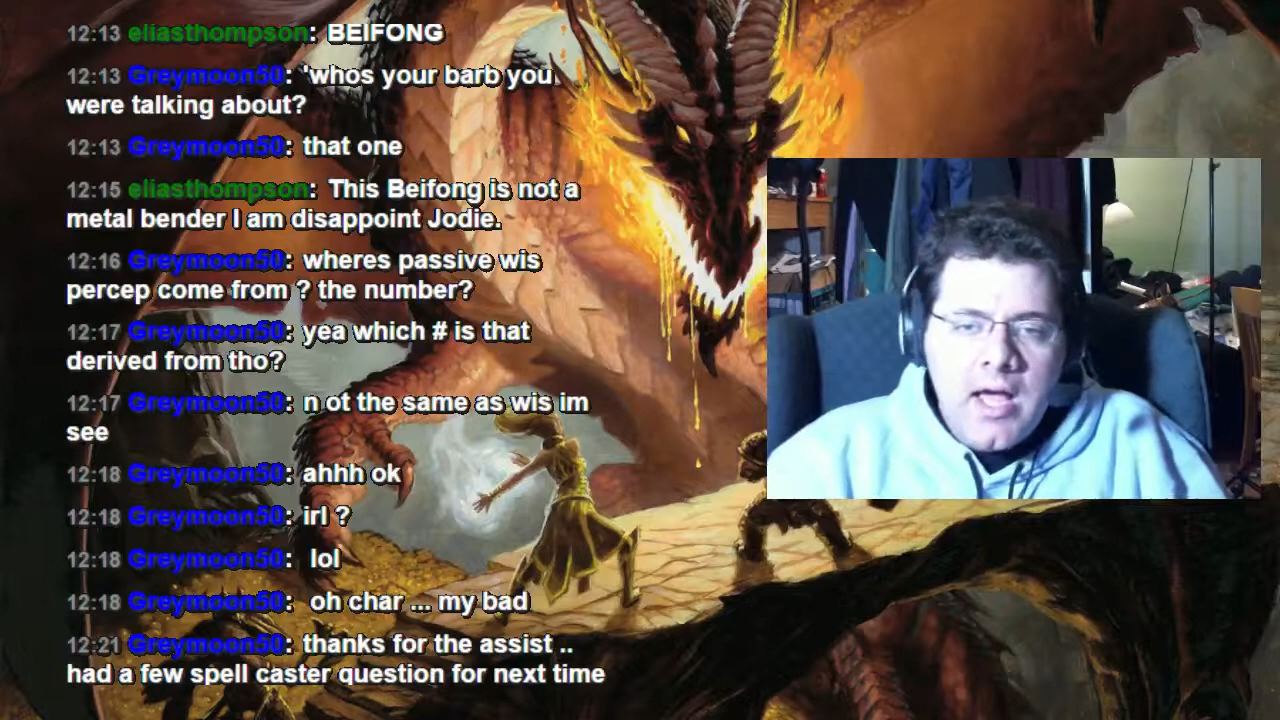 12:13 eliasthompson: BEIFONG
12:13 Greymoon50: 'whos your barb you
were talking about?
12:13 Greymoon50: that one
12:15 eliasthompson: This Beifong is not a
metal bender I am disappoint Jodie.
12:16 Greymoon50: wheres passive wis
percep come from ? the number?
12:17 Greymoon50: yea which # is that
derived from tho?
12:17 Greymoon50: n ot the same as wis im
see
12:18 Greymoon50: ahhh ok
12:18 Greymoon50: irl ?
12:18 Greymoon50: lol
12:18 Greymoon50: oh char ... my bad
12:21 Greymoon50: thanks for the assist ..
had a few spell caster question for next time